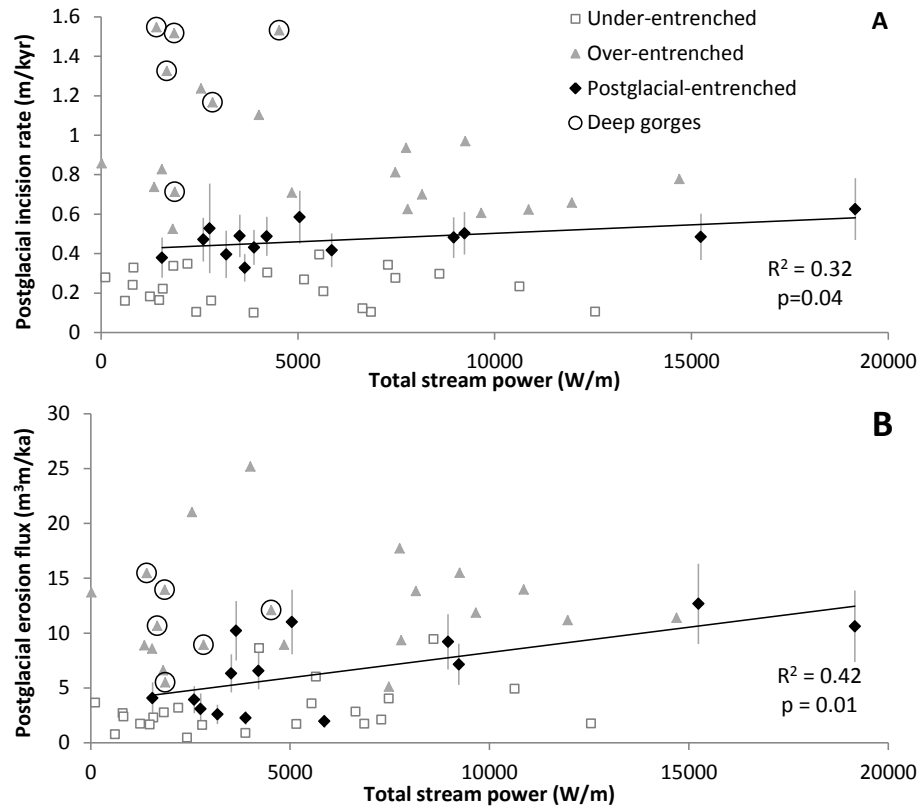 A
Under-entrenched
Over-entrenched
Postglacial-entrenched
Deep gorges
Postglacial incision rate (m/kyr)
1.6
1.4
1.2
1
0.8
0.6
0.4
0.2
0
R² = 0.32
p=0.04
0 5000 10000 15000 20000
Total stream power (W/m)
B
Postglacial erosion flux (m³m/ka)
30
25
20
15
10
5
0
R² = 0.42
p = 0.01
0 5000 10000 15000 20000
Total stream power (W/m)